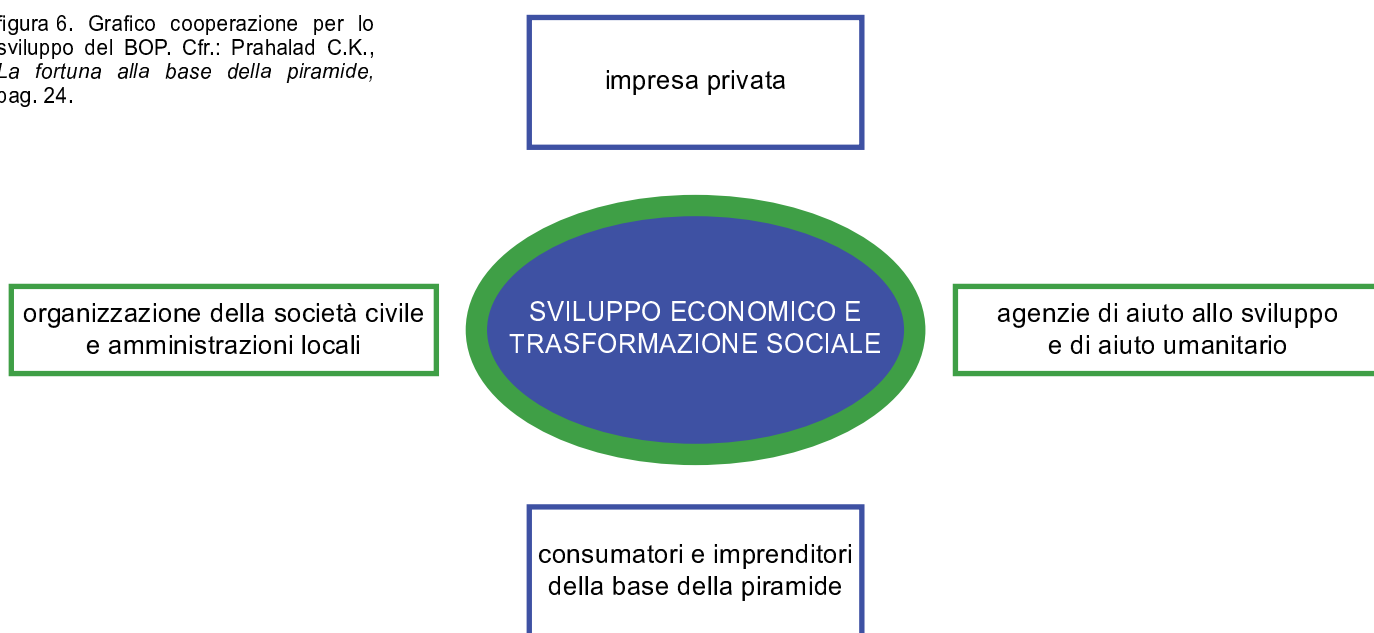 figura 6. Grafico cooperazione per lo
sviluppo del BOP. Cfr.: Prahalad C.K.,
La fortuna alla base della piramide,
pag. 24.
impresa privata
organizzazione della società civile
e amministrazioni locali
SVILUPPO ECONOMICO E
TRASFORMAZIONE SOCIALE
agenzie di aiuto allo sviluppo
e di aiuto umanitario
consumatori e imprenditori
della base della piramide